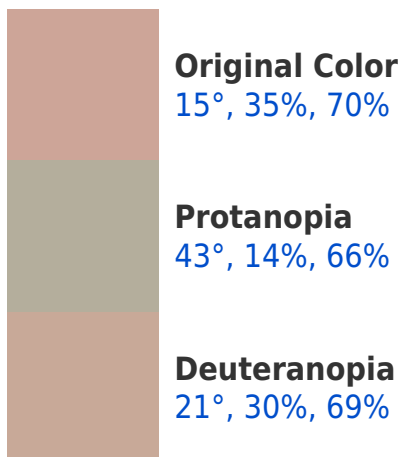 Original Color
15°, 35%, 70%
Protanopia
43°, 14%, 66%
Deuteranopia
21°, 30%, 69%